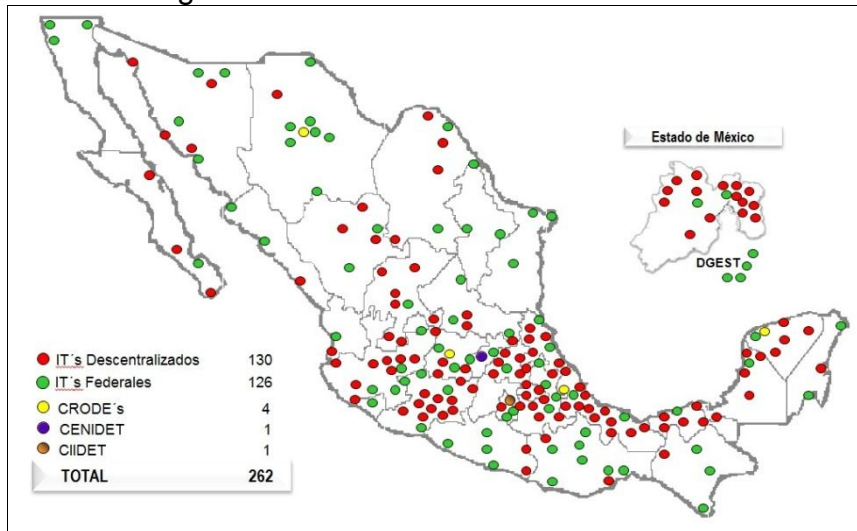 Estado de México
DGEST
IT´s Descentralizados 130
IT´s Federales 126
CRODE´s 4
CENIDET 1
CIIDET 1
TOTAL 262